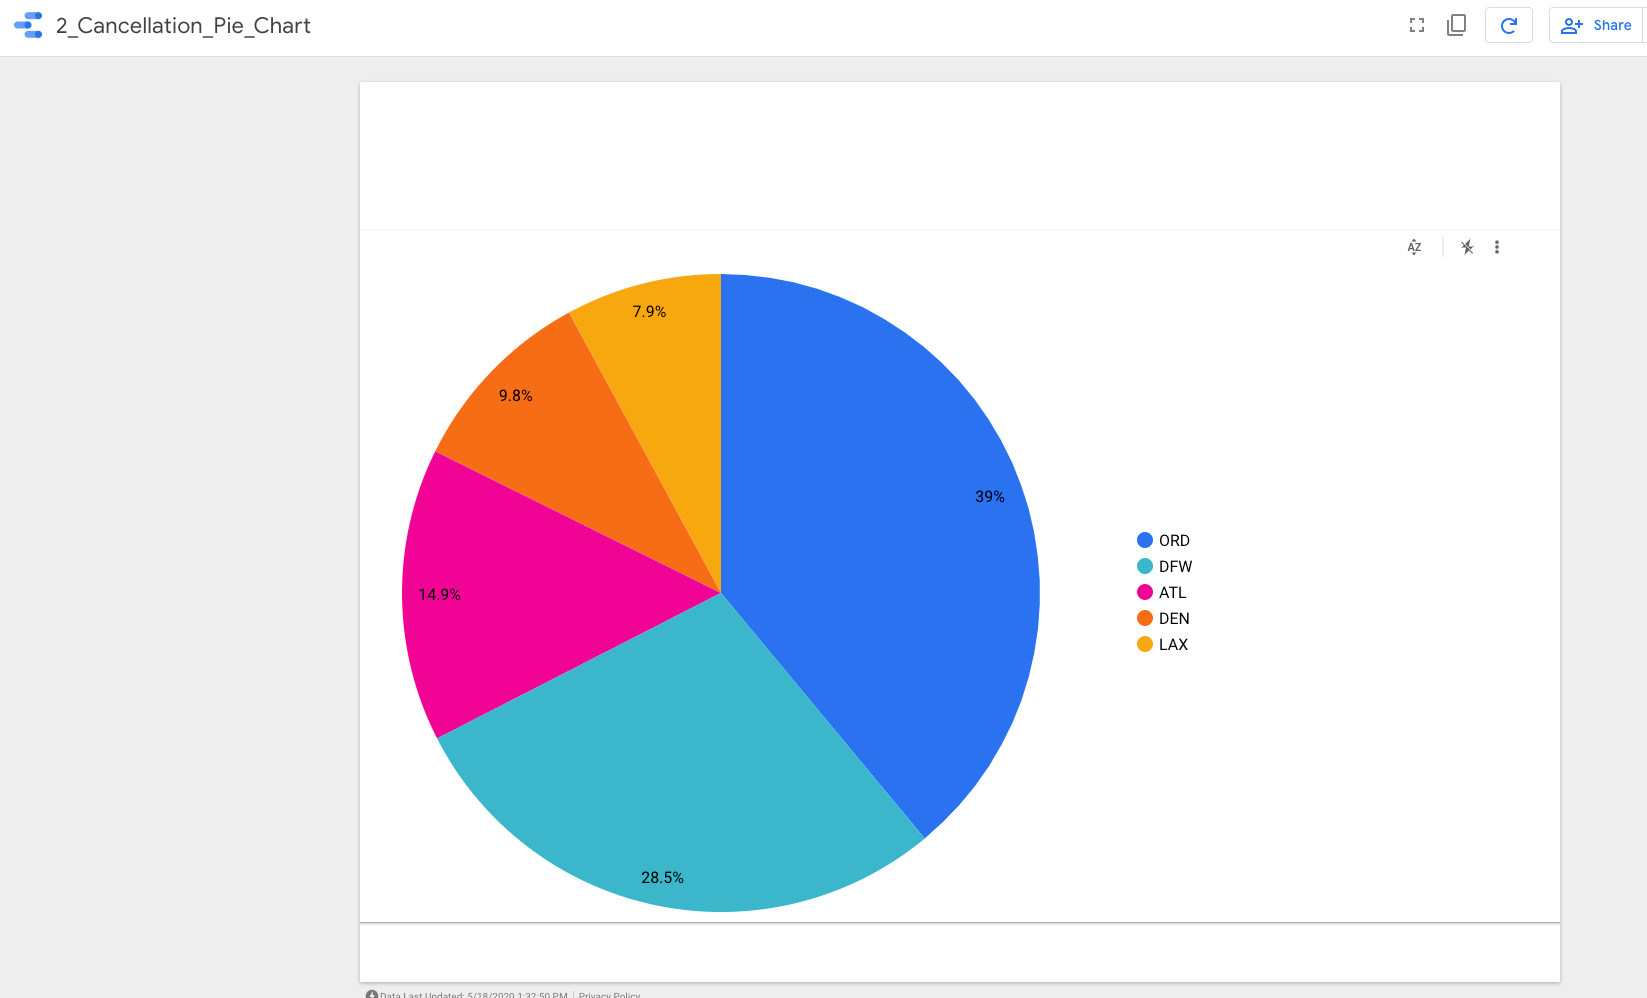 2_Cancellation_Pie_Chart
Share
AZ
7.9%
9.8%
39%
14.9%
28.5%
ORD
DFW
ATL
DEN
LAX
Data Last Updated: 5/18/2020 1:32:50 PM | Privacy Policy